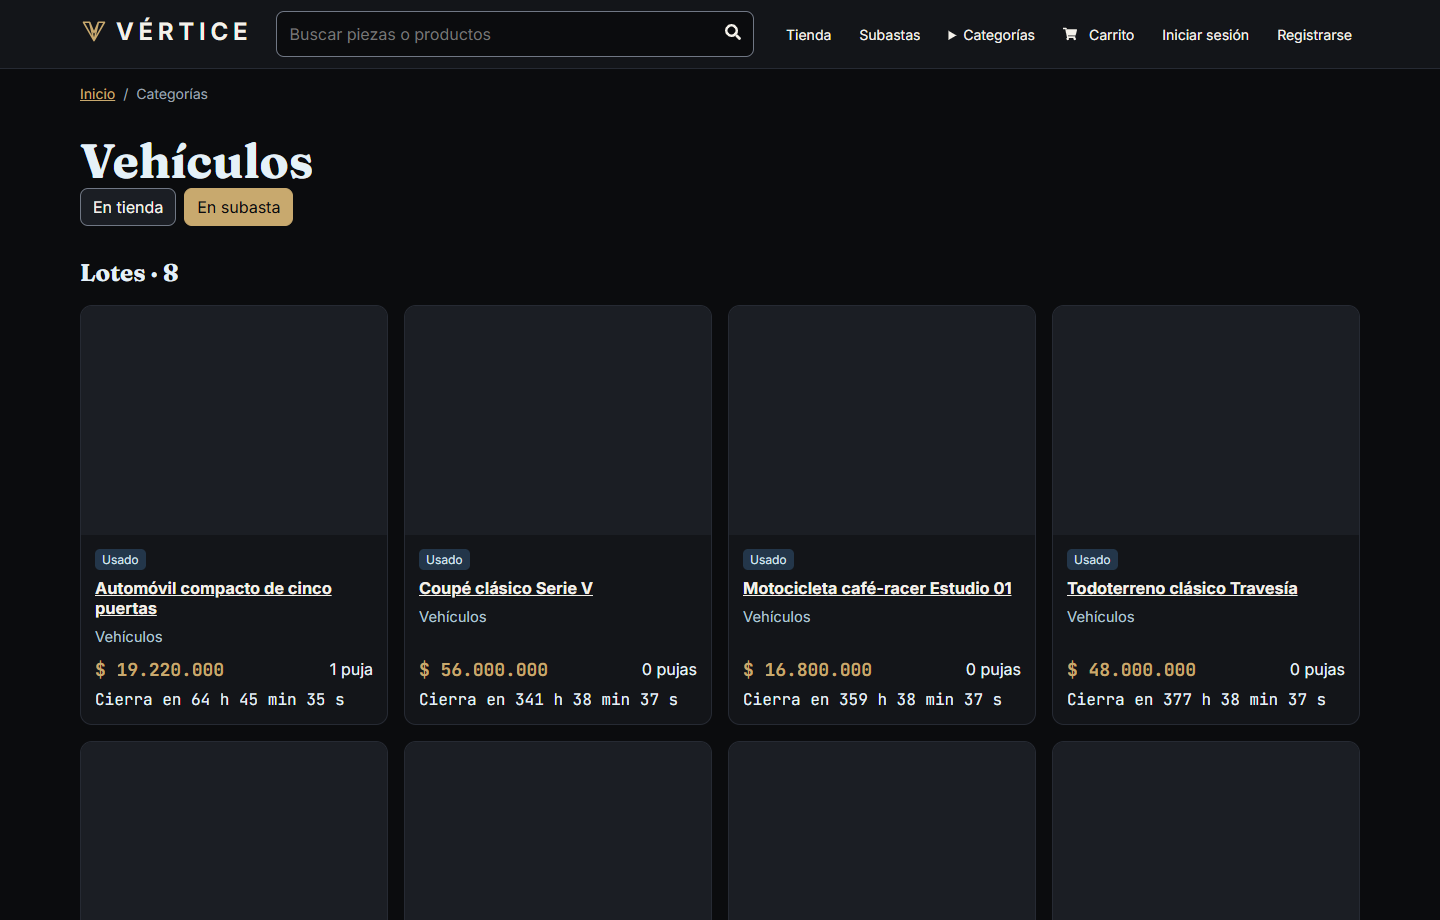 VÉRTICE
Buscar piezas o productos
Tienda
Subastas
Categorías
Carrito
Iniciar sesión
Registrarse
Inicio / Categorías
Vehículos
En tienda
En subasta
Lotes • 8
Usado
Automóvil compacto de cinco
puertas
Vehículos
$ 19.220.000
1 puja
Cierra en 64 h 45 min 35 s
Usado
Coupé clásico Serie V
Vehículos
$ 56.000.000
0 pujas
Cierra en 341 h 38 min 37 s
Usado
Motocicleta café-racer Estudio 01
Vehículos
$ 16.800.000
0 pujas
Cierra en 359 h 38 min 37 s
Usado
Todoterreno clásico Travesía
Vehículos
$ 48.000.000
0 pujas
Cierra en 377 h 38 min 37 s